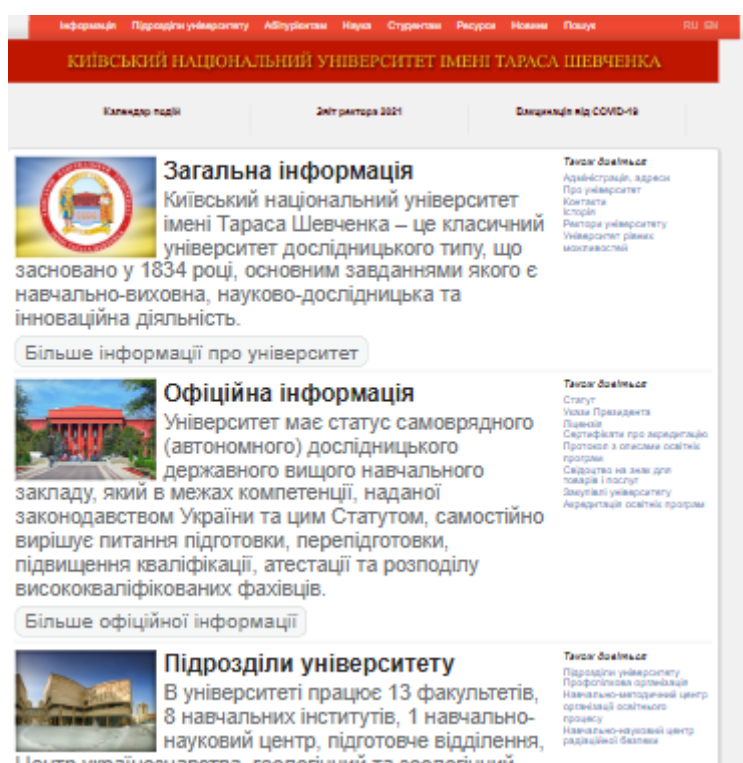 Інформація Підрозділи університету Абітурієнтам Наука Студентам Ресурси Новини Пошук RU EN
КИЇВСЬКИЙ НАЦІОНАЛЬНИЙ УНІВЕРСИТЕТ ІМЕНІ ТАРАСА ШЕВЧЕНКА
Календар подій Звіт ректора 2021 Вакцинація від COVID-19
Загальна інформація
Київський національний університет
імені Тараса Шевченка – це класичний
університет дослідницького типу, що
засновано у 1834 році, основним завданнями якого є
навчально-виховна, науково-дослідницька та
інноваційна діяльність.
Більше інформації про університет
Також дивіться
Адміністрація, адреси
Про університет
Контакти
Історія
Ректори університету
Університет рівних
можливостей
Офіційна інформація
Університет має статус самоврядного
(автономного) дослідницького
державного вищого навчального
закладу, який в межах компетенції, наданої
законодавством України та цим Статутом, самостійно
вирішує питання підготовки, перепідготовки,
підвищення кваліфікації, атестації та розподілу
висококваліфікованих фахівців.
Більше офіційної інформації
Також дивіться
Статут
Укази Президента
Ліцензія
Сертифікати про акредитацію
Протокол з описами освітніх
програм
Свідоцтво на знак для
товарів і послуг
Закупівлі університету
Акредитація освітніх програм
Підрозділи університету
В університеті працює 13 факультетів,
8 навчальних інститутів, 1 навчально-
науковий центр, підготовче відділення,
Центр українознавства, геологічний та зоологічний
Також дивіться
Підрозділи університету
Профспілкова організація
Навчально-методичний центр
організації освітнього
процесу
Навчально-науковий центр
радіаційної безпеки